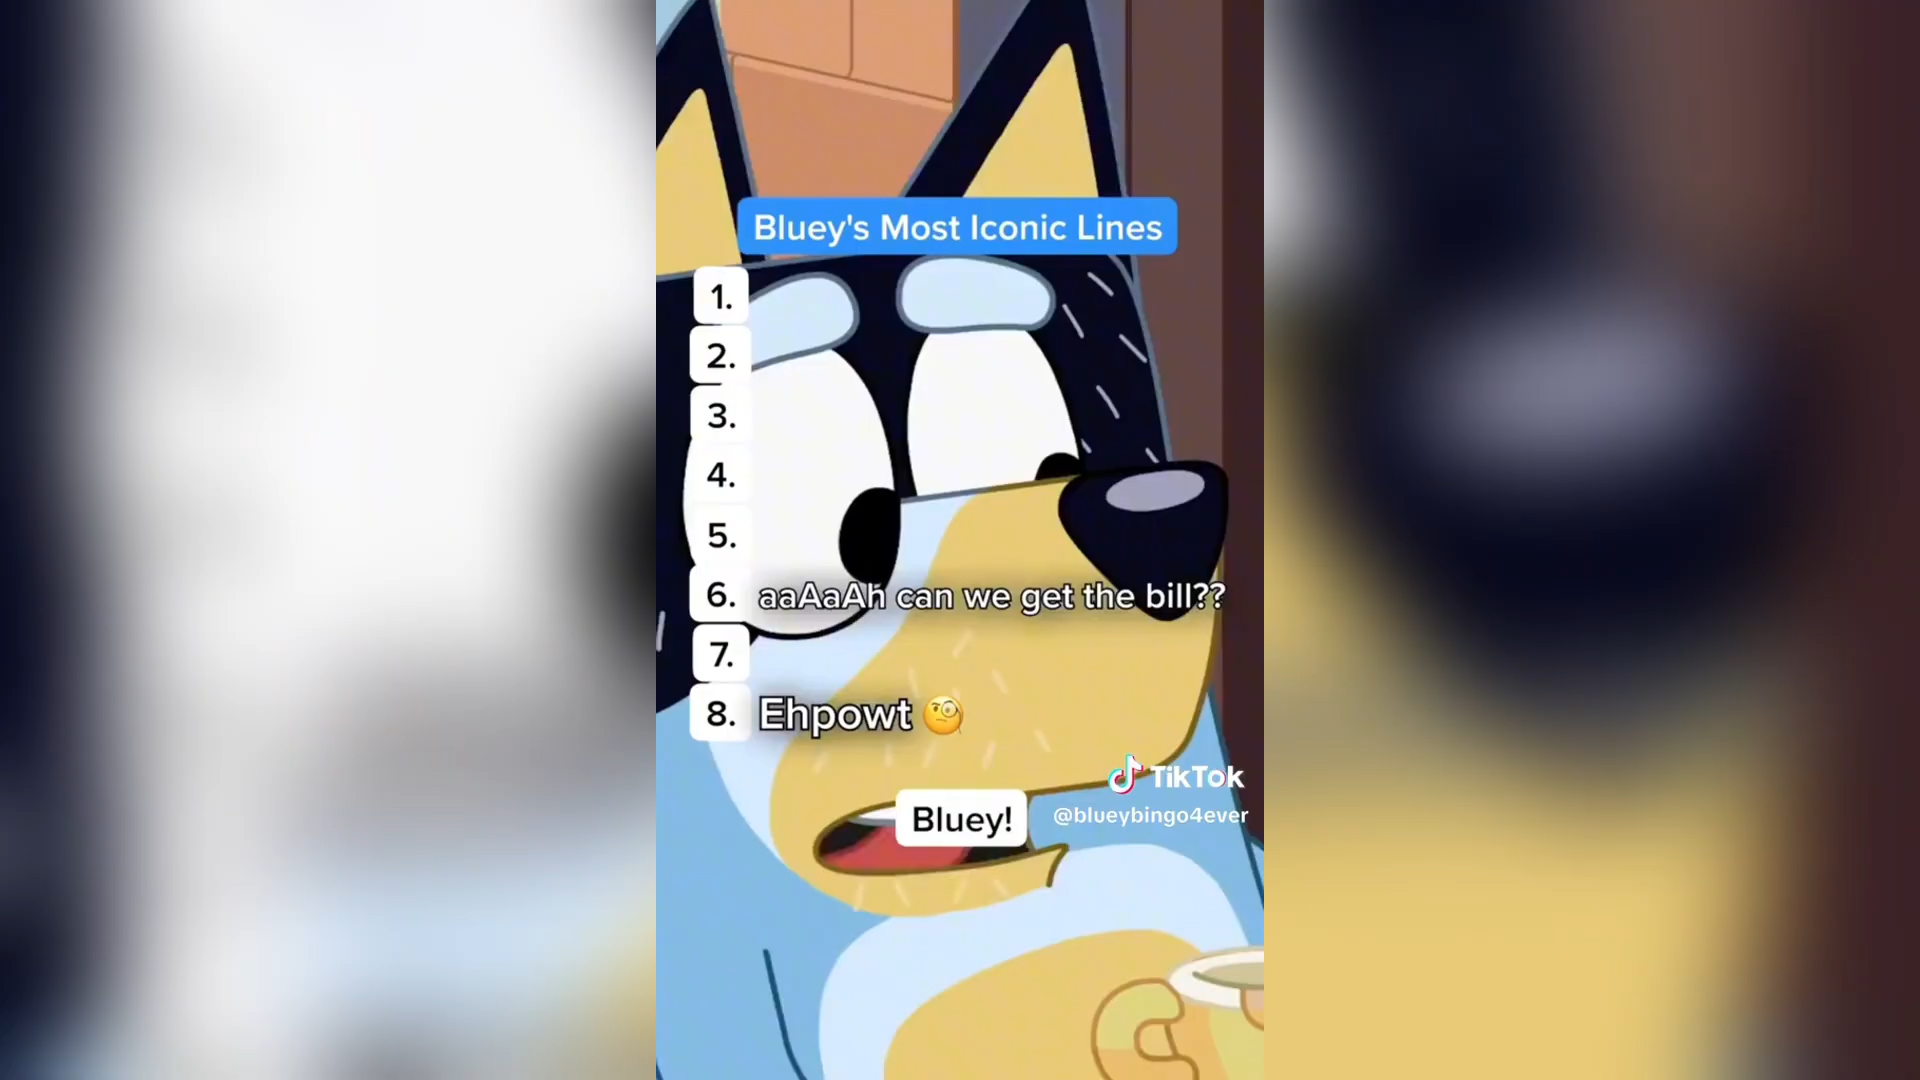 Bluey's Most Iconic Lines
1.
2.
3.
4.
5.
6. aaAaAh can we get the bill??
7.
8. Ehpowt 🧐
TikTok
Bluey!
@blueybingo4ever